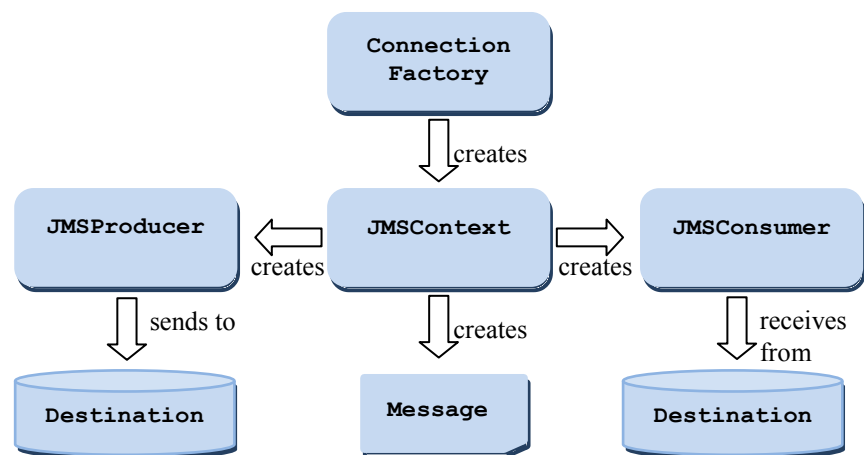 Connection
Factory
creates
JMSProducer
JMSContext
JMSConsumer
creates
creates
sends to
creates
receives
from
Destination
Message
Destination